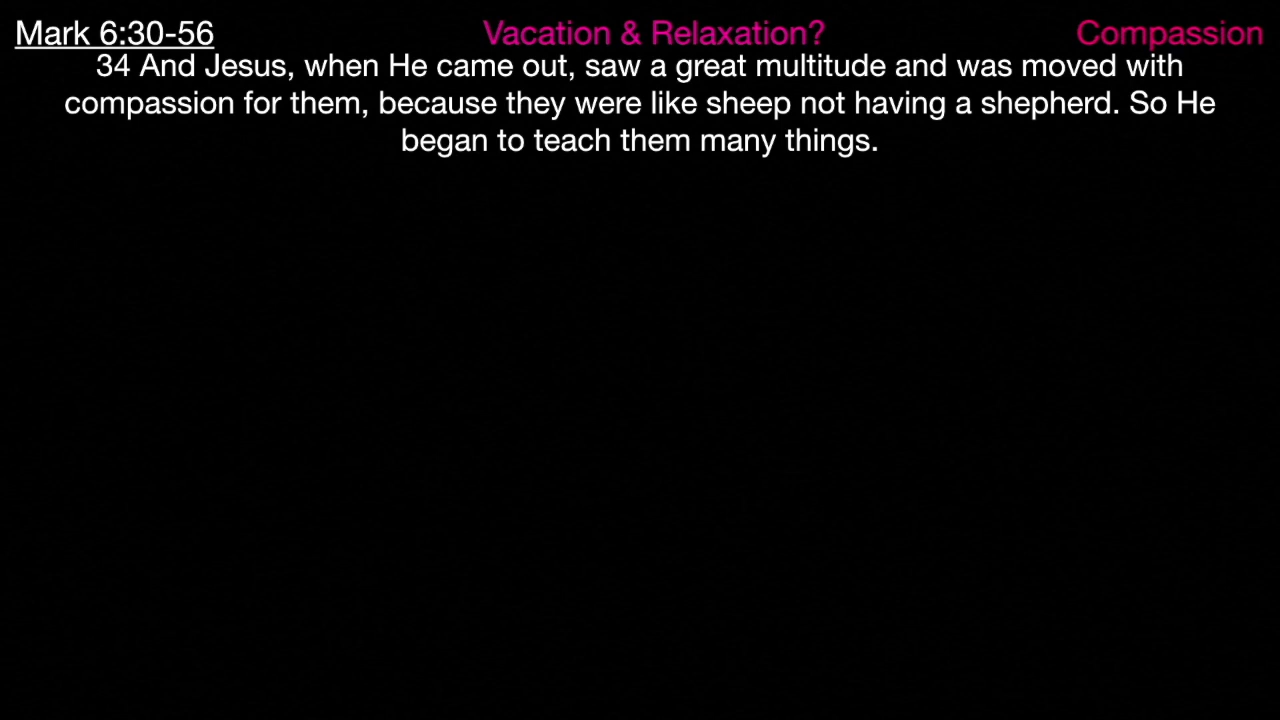 Mark 6:30-56 Vacation & Relaxation? Compassion
34 And Jesus, when He came out, saw a great multitude and was moved with
compassion for them, because they were like sheep not having a shepherd. So He
began to teach them many things.